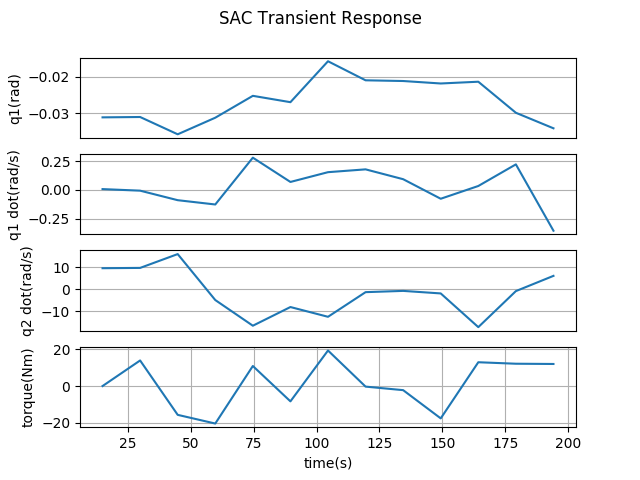 SAC Transient Response
−0.02
−0.03
q1(rad)
0.25
0.00
−0.25
q1 dot(rad/s)
10
0
−10
q2 dot(rad/s)
20
0
−20
torque(Nm)
25 50 75 100 125 150 175 200
time(s)